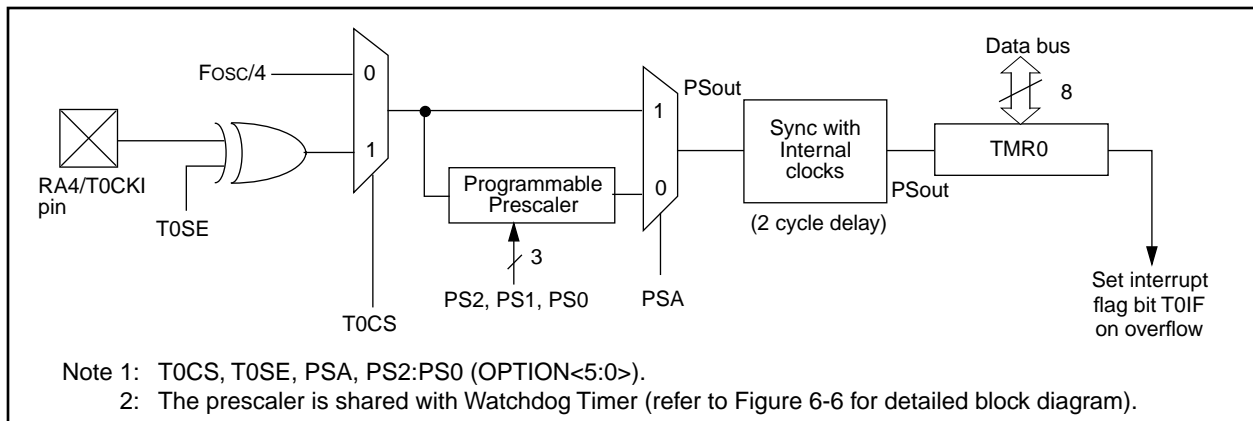 Data bus
8
FOSC/4
0
1
RA4/T0CKI
pin
T0SE
T0CS
Programmable
Prescaler
3
PS2, PS1, PS0
1
0
PSA
PSout
Sync with
Internal
clocks
(2 cycle delay)
PSout
TMR0
Set interrupt
flag bit T0IF
on overflow
Note 1: T0CS, T0SE, PSA, PS2:PS0 (OPTION<5:0>).
2: The prescaler is shared with Watchdog Timer (refer to Figure 6-6 for detailed block diagram).